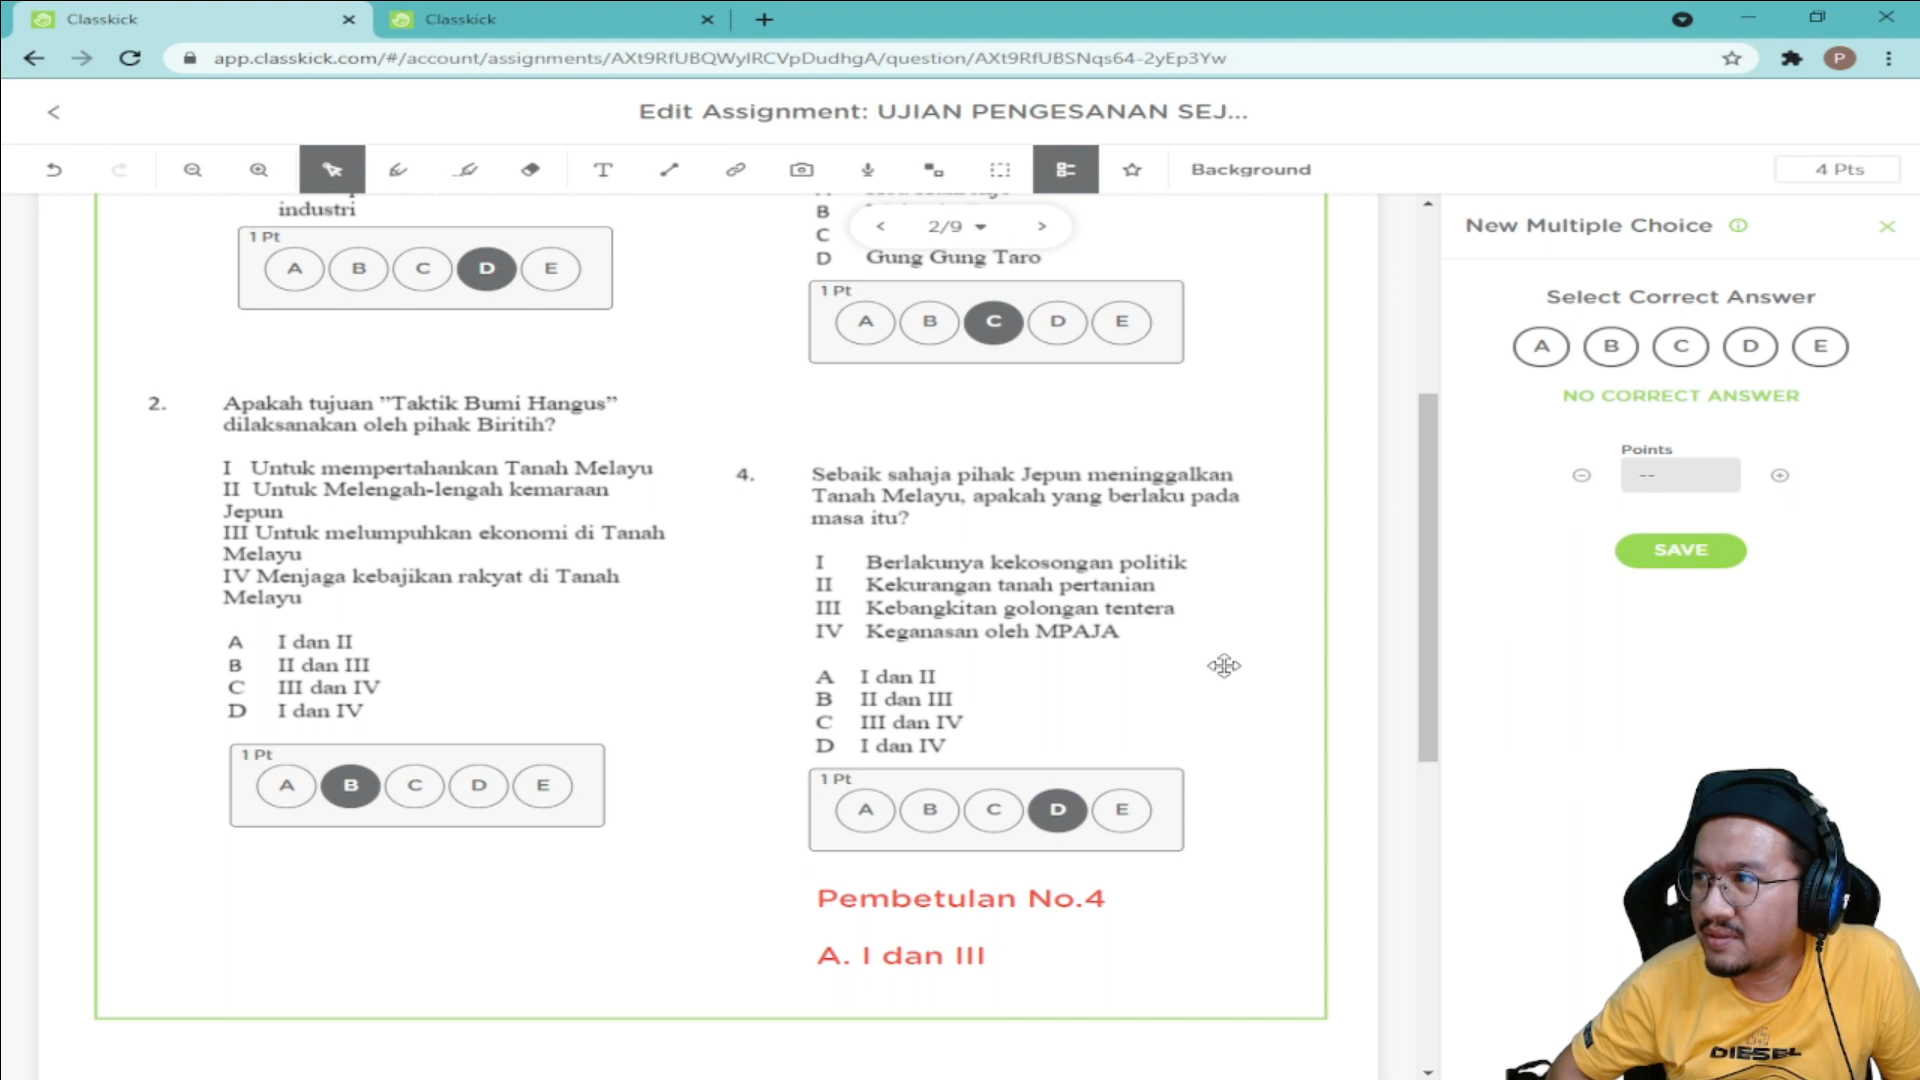 Classkick
Classkick
app.classkick.com/#/account/assignments/AXt9RfUBQWyIRCVpDudhgA/question/AXt9RfUBSNqs64-2yEp3Yw
P
Edit Assignment: UJIAN PENGESANAN SEJ...
T
Background
4 Pts
industri
1 Pt
A B C D E
2.
Apakah tujuan ”Taktik Bumi Hangus”
dilaksanakan oleh pihak Biritih?
I Untuk mempertahankan Tanah Melayu
II Untuk Melengah-lengah kemaraan
Jepun
III Untuk melumpuhkan ekonomi di Tanah
Melayu
IV Menjaga kebajikan rakyat di Tanah
Melayu
A I dan II
B II dan III
C III dan IV
D I dan IV
1 Pt
A B C D E
B
C
2/9
D Gung Gung Taro
1 Pt
A B C D E
4.
Sebaik sahaja pihak Jepun meninggalkan
Tanah Melayu, apakah yang berlaku pada
masa itu?
I Berlakunya kekosongan politik
II Kekurangan tanah pertanian
III Kebangkitan golongan tentera
IV Keganasan oleh MPAJA
A I dan II
B II dan III
C III dan IV
D I dan IV
1 Pt
A B C D E
Pembetulan No.4
A. I dan III
New Multiple Choice
Select Correct Answer
A B C D E
NO CORRECT ANSWER
Points
--
SAVE
DIESEL